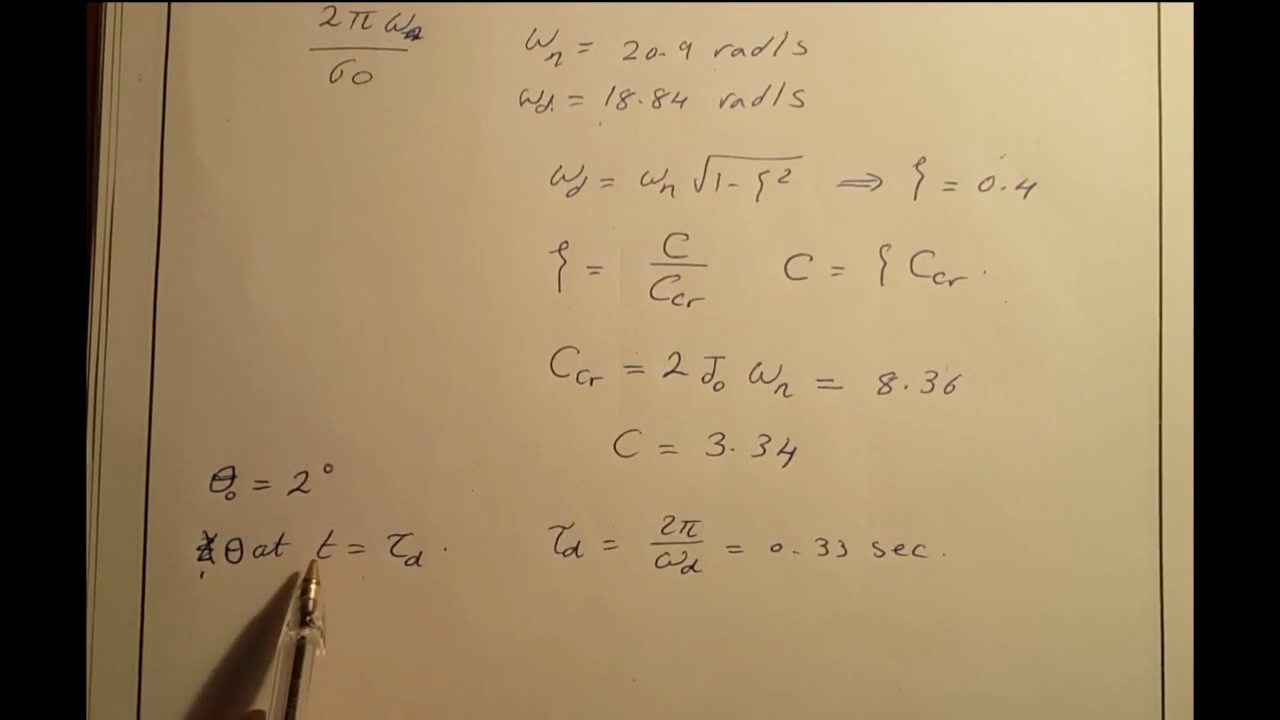 2πω
60
ωn = 20.9 rad/s
ωd = 18.84 rad/s
ωd = ωn √1-ζ² ⇒ ζ = 0.4
ζ = C/Ccr C = ζ Ccr.
Ccr = 2 J₀ ωn = 8.36
C = 3.34
θ₀ = 2°
θ at t = τd. τd = 2π/ωd = 0.33 sec.